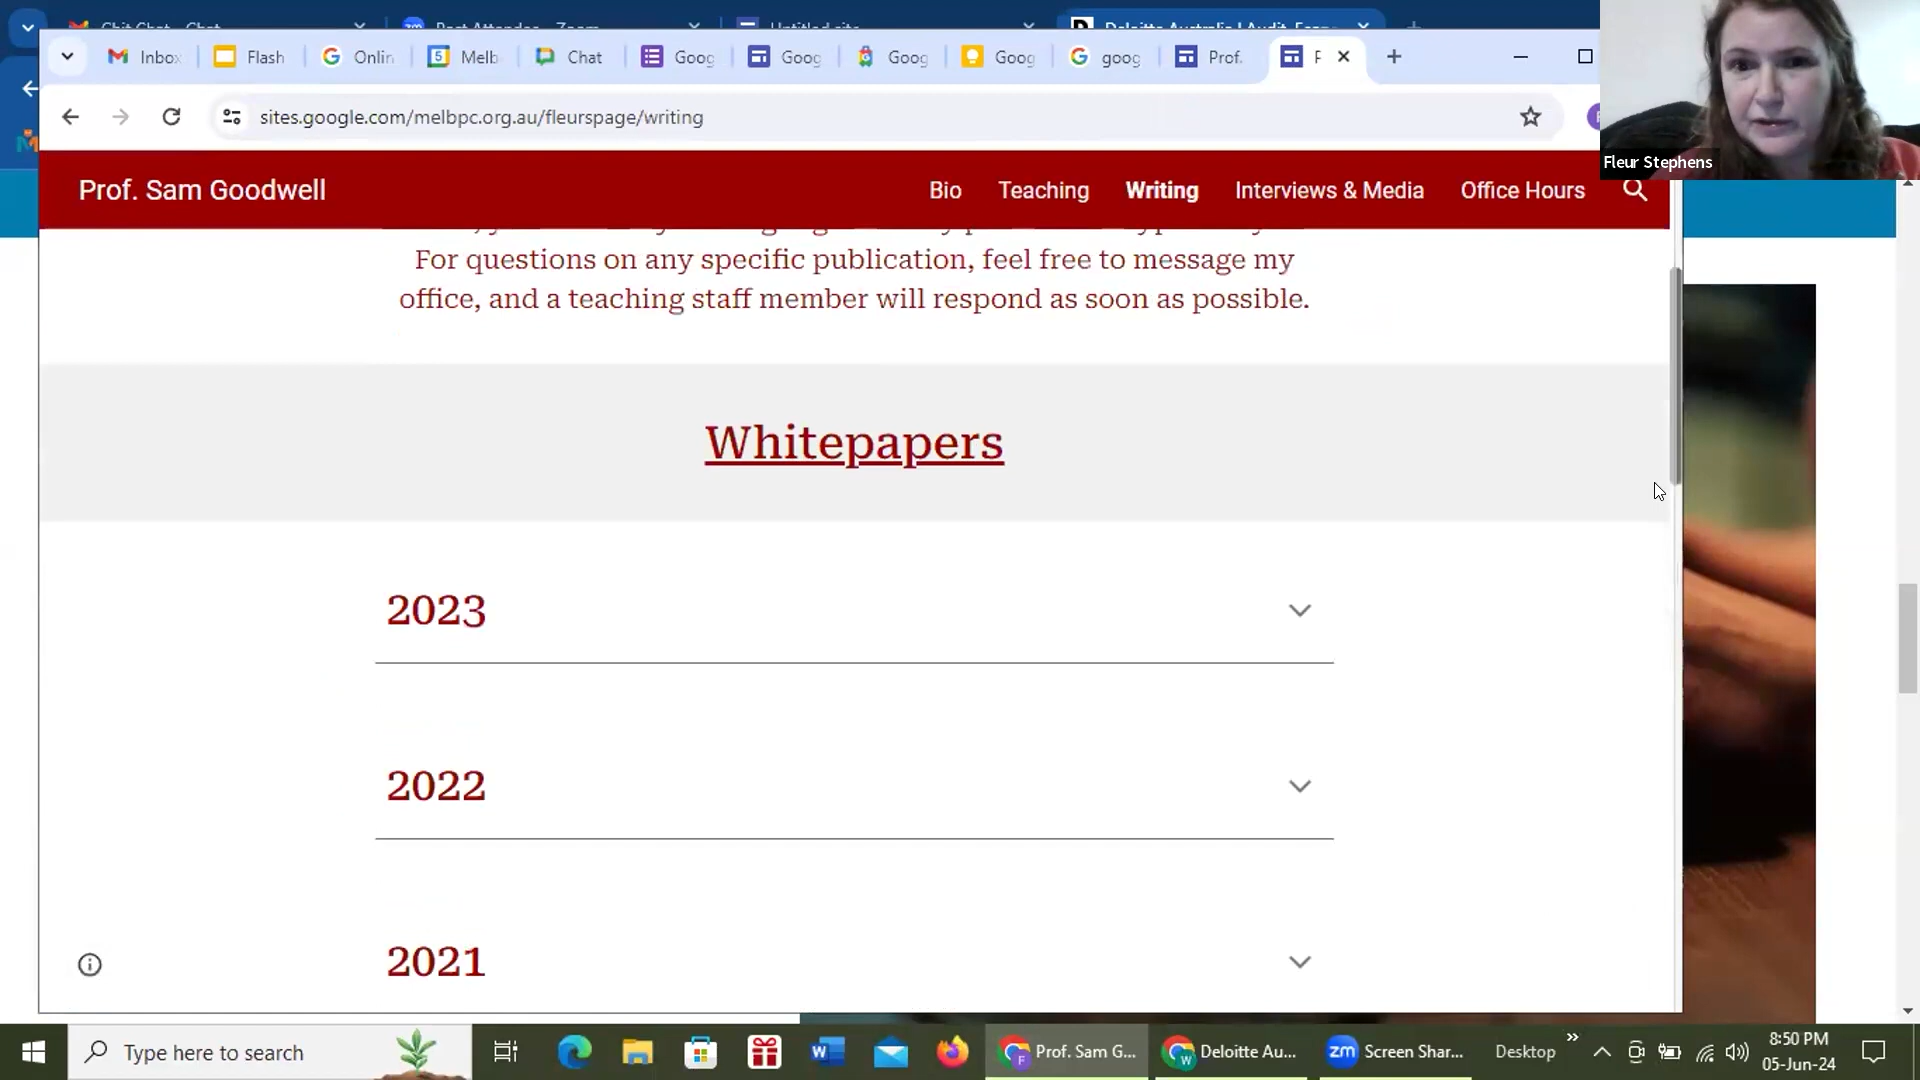 Inbox
Flash
Onlin
Melb
Chat
Goog
Goog
Goog
Goog
goog
Prof.
sites.google.com/melbpc.org.au/fleurspage/writing
Fleur Stephens
Prof. Sam Goodwell
Bio
Teaching
Writing
Interviews & Media
Office Hours
For questions on any specific publication, feel free to message my
office, and a teaching staff member will respond as soon as possible.
Whitepapers
2023
2022
2021
Type here to search
Prof. Sam G...
Deloitte Au...
Screen Shar...
Desktop
8:50 PM
05-Jun-24